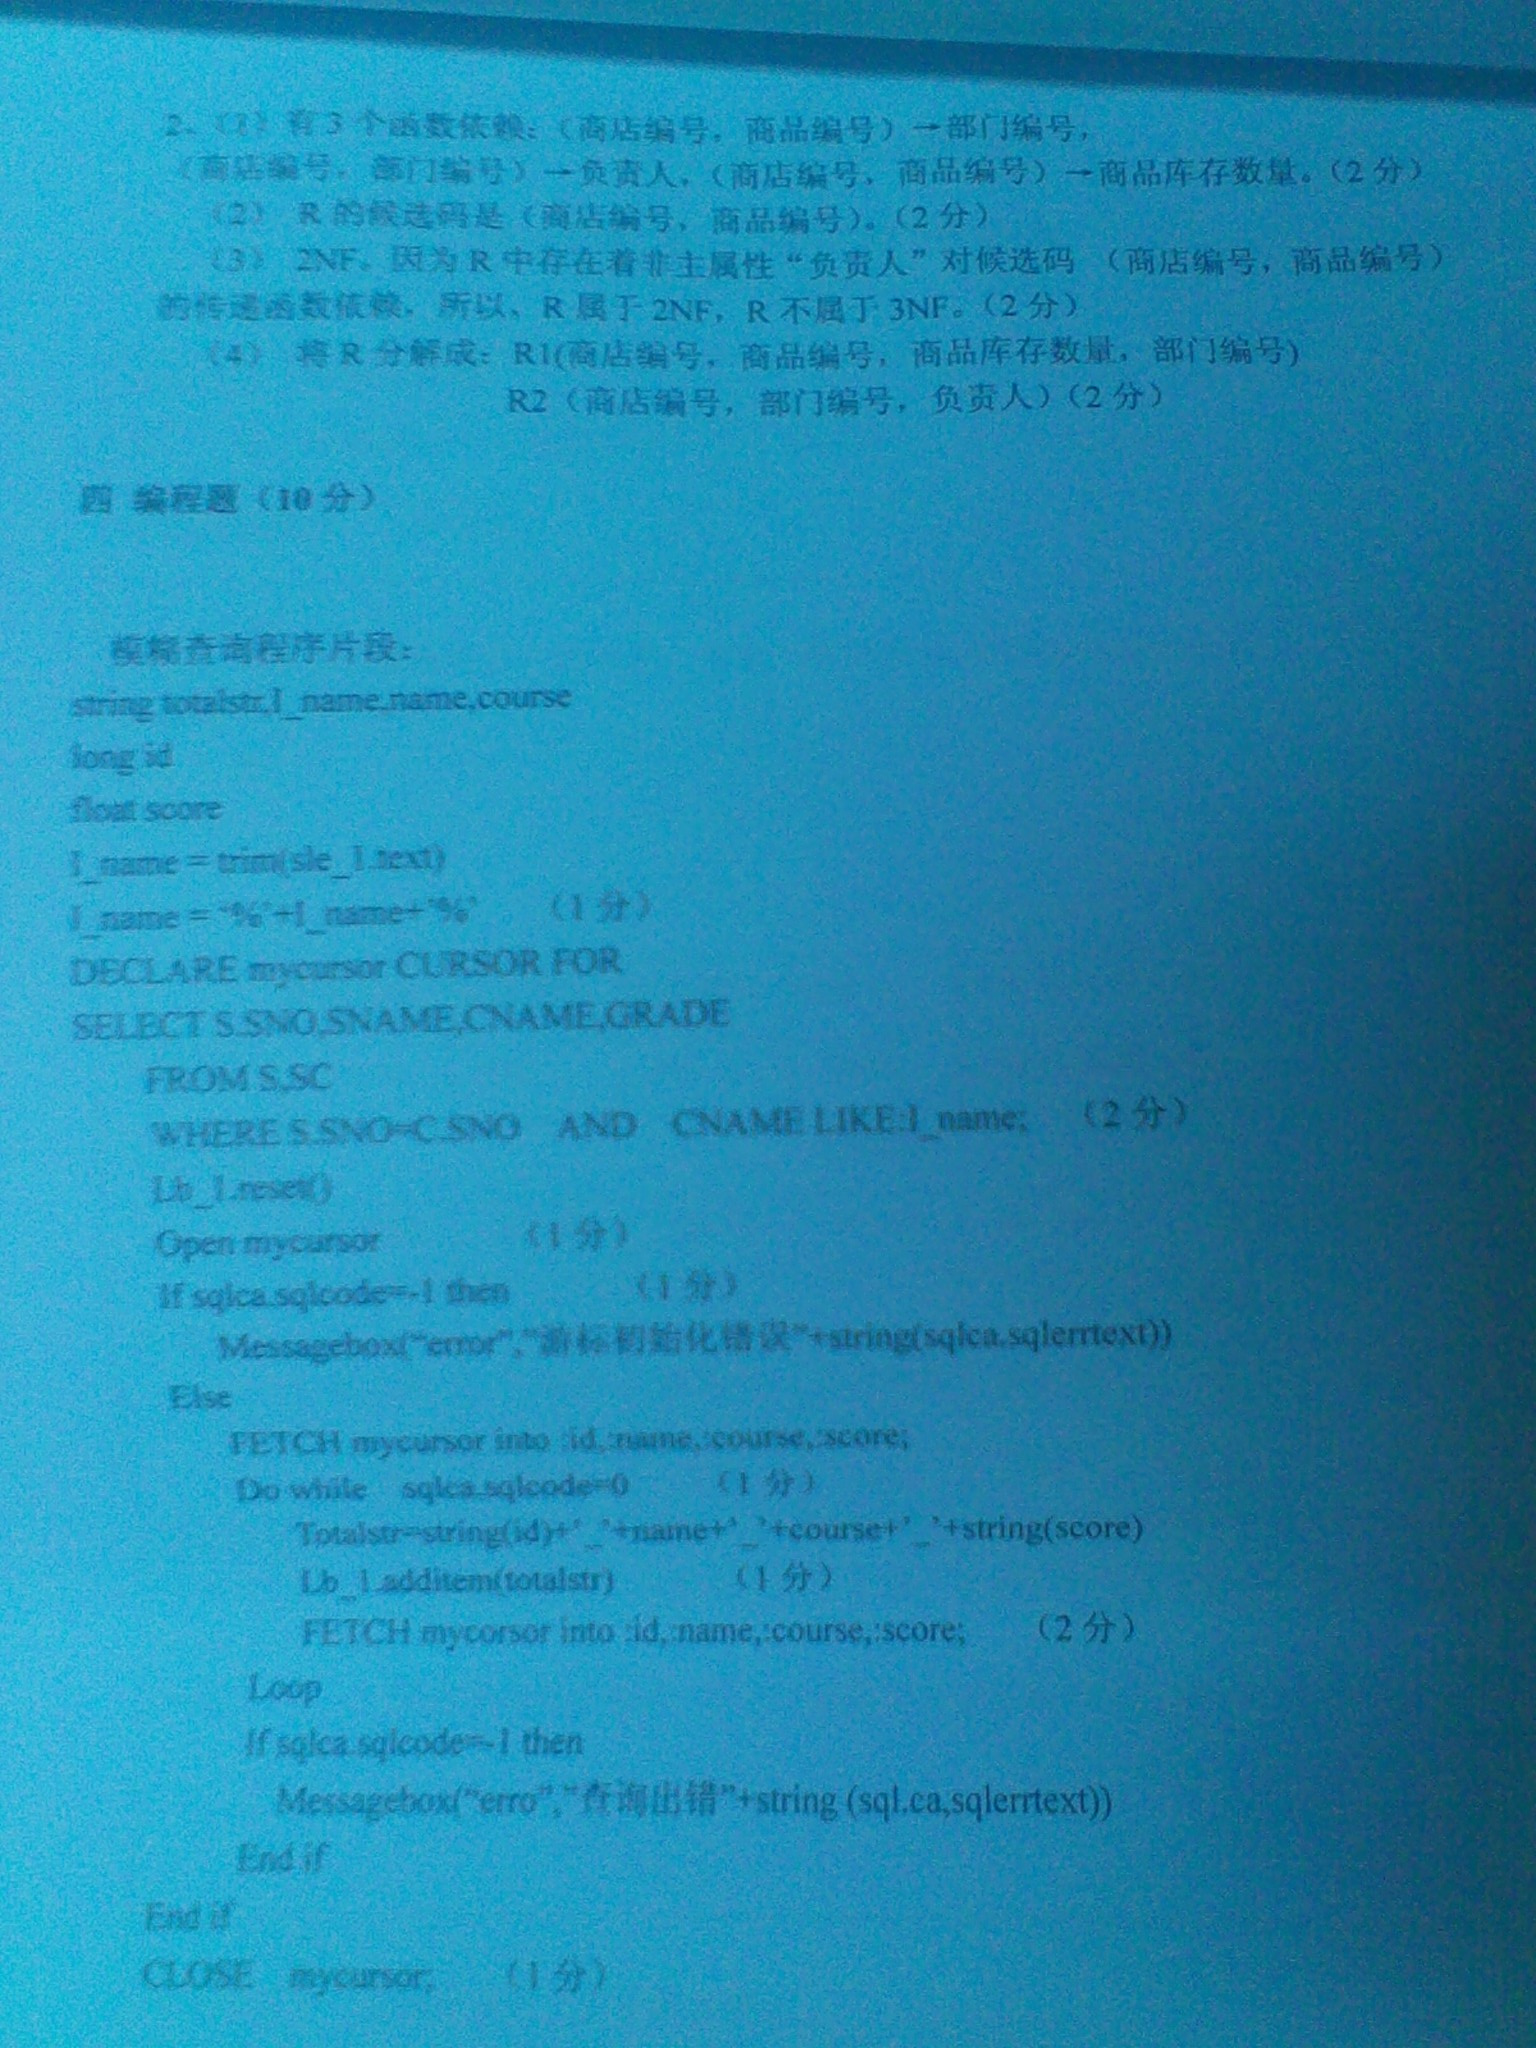 2、（1）有 3 个函数依赖：（商店编号，商品编号）→部门编号，
（商店编号，部门编号）→负责人，（商店编号，商品编号）→商品库存数量。（2 分）
（2） R 的候选码是（商店编号，商品编号）。（2 分）
（3） 2NF。因为 R 中存在着非主属性“负责人”对候选码 （商店编号，商品编号）
的传递函数依赖，所以、R 属于 2NF，R 不属于 3NF。（2 分）
（4） 将 R 分解成：R1(商店编号，商品编号，商品库存数量，部门编号)
R2（商店编号，部门编号，负责人）（2 分）
四 编程题（10 分）
模糊查询程序片段：
string totalstr,l_name,name,course
long id
float score
l_name = trim(sle_1.text)
l_name = ‘%’+l_name+’%’ （1 分）
DECLARE mycursor CURSOR FOR
SELECT S.SNO,SNAME,CNAME,GRADE
FROM S,SC
WHERE S.SNO=C.SNO AND CNAME LIKE:l_name; （2 分）
Lb_1.reset()
Open mycursor （1 分）
If sqlca.sqlcode=-1 then （1 分）
Messagebox(“error”,”游标初始化错误”+string(sqlca.sqlerrtext))
Else
FETCH mycursor into :id,:name,:course,:score;
Do while sqlca.sqlcode=0 （1 分）
Totalstr=string(id)+’_’+name+’_’+course+’_’+string(score)
Lb_1.additem(totalstr) （1 分）
FETCH mycorsor into :id,:name,:course,:score; （2 分）
Loop
If sqlca.sqlcode=-1 then
Messagebox(“erro”,”查询出错”+string (sql.ca,sqlerrtext))
End if
End if
CLOSE mycursor; （1 分）